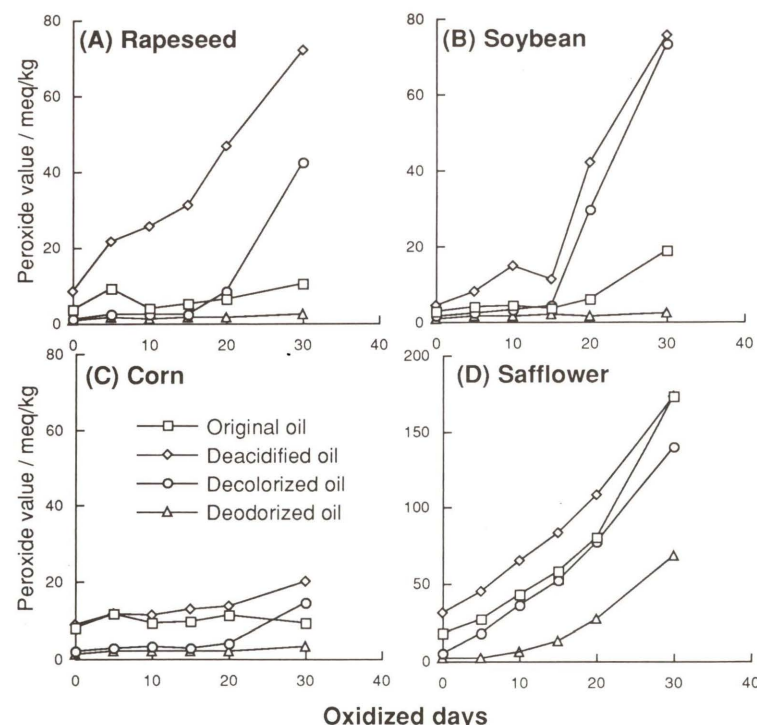 (A) Rapeseed
Peroxide value / meq/kg
80
60
40
20
0
0 10 20 30 40
(B) Soybean
80
60
40
20
0
0 10 20 30 40
(C) Corn
Original oil
Deacidified oil
Decolorized oil
Deodorized oil
Peroxide value / meq/kg
80
60
40
20
0
0 10 20 30 40
(D) Safflower
200
150
100
50
0
0 10 20 30 40
Oxidized days